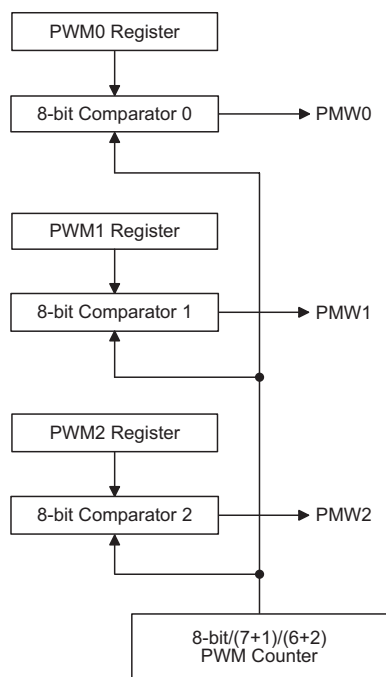 PWM0 Register
8-bit Comparator 0
PMW0
PWM1 Register
8-bit Comparator 1
PMW1
PWM2 Register
8-bit Comparator 2
PMW2
8-bit/(7+1)/(6+2)
PWM Counter